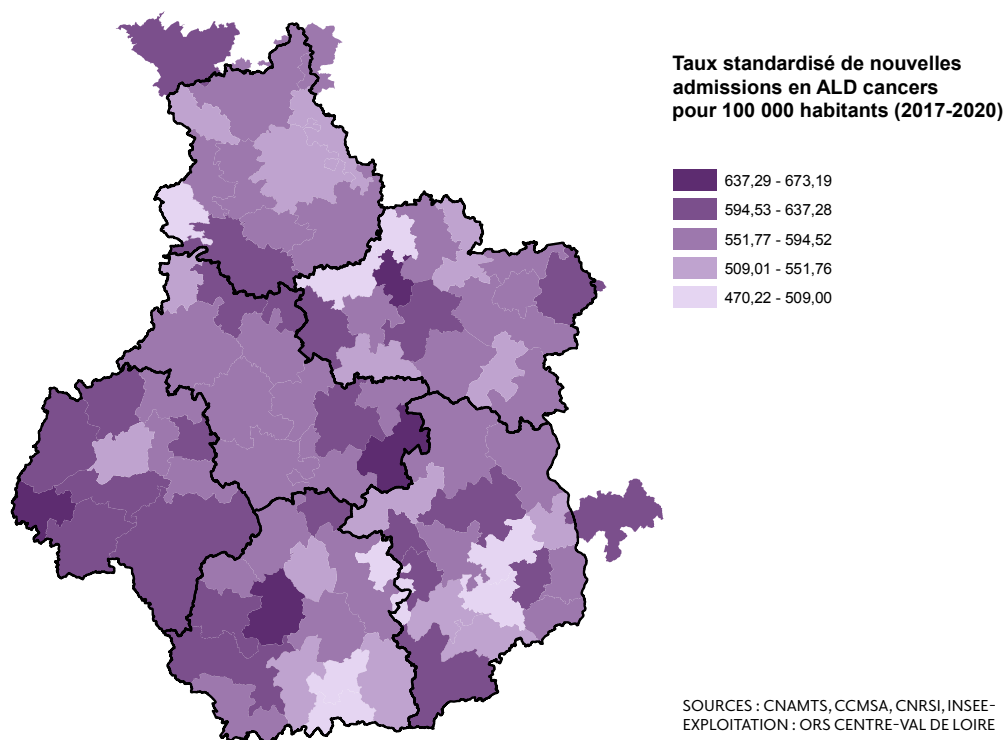 Taux standardisé de nouvelles
admissions en ALD cancers
pour 100 000 habitants (2017-2020)
637,29 - 673,19
594,53 - 637,28
551,77 - 594,52
509,01 - 551,76
470,22 - 509,00
SOURCES : CNAMTS, CCMSA, CNRSI, INSEE-
EXPLOITATION : ORS CENTRE-VAL DE LOIRE